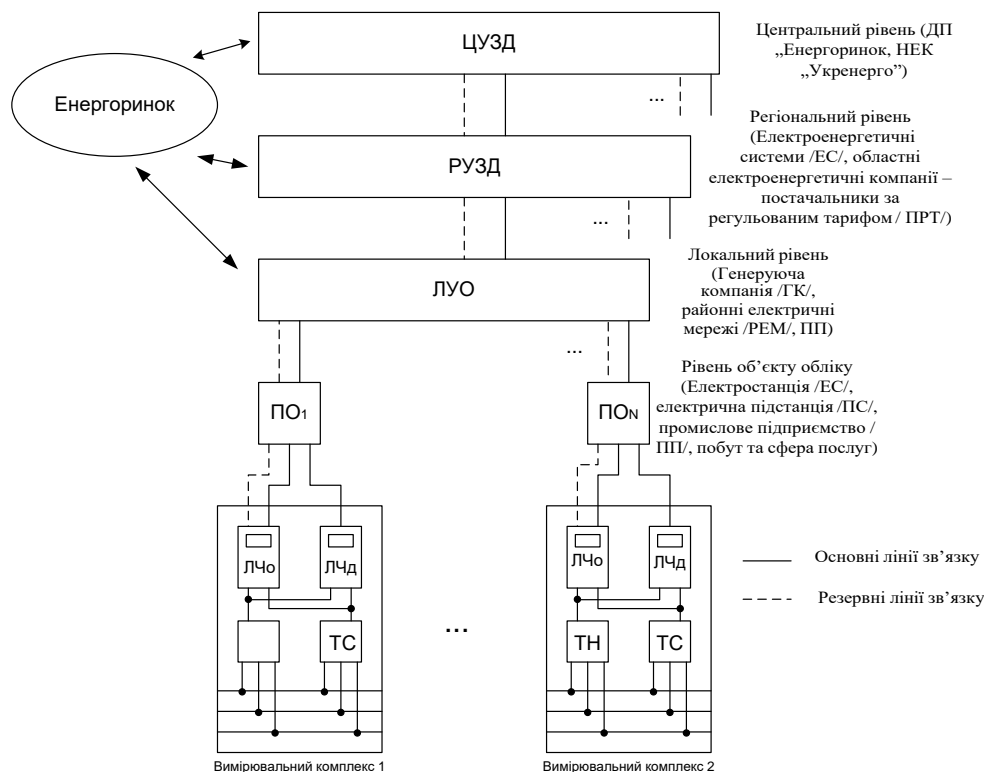 ЦУЗД
Центральний рівень (ДП
„Енергоринок, НЕК
„Укренерго”)
Енергоринок
...
Регіональний рівень
(Електроенергетичні
системи /ЕС/, областні
електроенергетичні компанії –
постачальники за
регульованим тарифом / ПРТ/)
РУЗД
...
Локальний рівень
(Генеруюча
компанія /ГК/,
районні електричні
мережі /РЕМ/, ПП)
ЛУО
...
Рівень об’єкту обліку
(Електростанція /ЕС/,
електрична підстанція /ПС/,
промислове підприємство /
ПП/, побут та сфера послуг)
ПО1
ПОN
ЛЧо
ЛЧд
ЛЧо
ЛЧд
Основні лінії зв’язку
Резервні лінії зв’язку
...
ТС
ТН
ТС
Вимірювальний комплекс 1
Вимірювальний комплекс 2